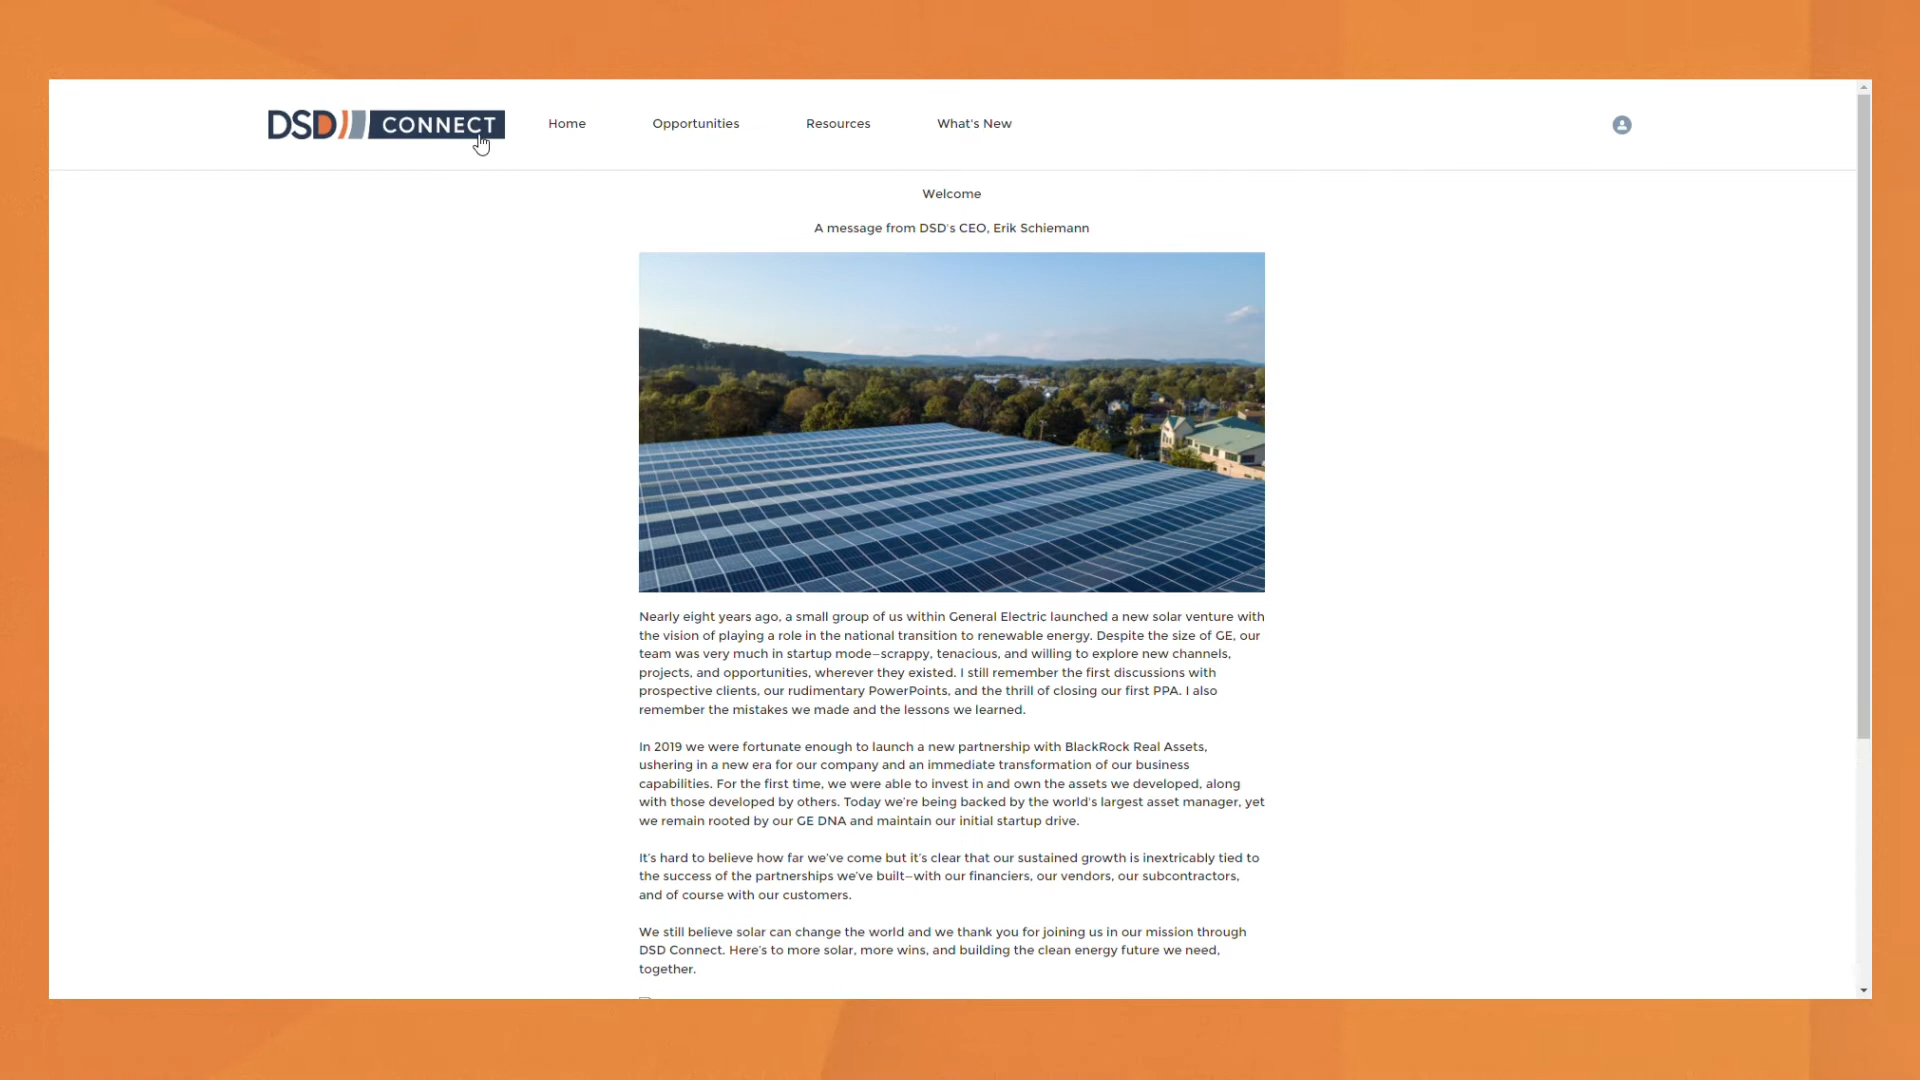 DSD CONNECT
Home
Opportunities
Resources
What's New
Welcome
A message from DSD's CEO, Erik Schiemann
Nearly eight years ago, a small group of us within General Electric launched a new solar venture with
the vision of playing a role in the national transition to renewable energy. Despite the size of GE, our
team was very much in startup mode—scrappy, tenacious, and willing to explore new channels,
projects, and opportunities, wherever they existed. I still remember the first discussions with
prospective clients, our rudimentary PowerPoints, and the thrill of closing our first PPA. I also
remember the mistakes we made and the lessons we learned.
In 2019 we were fortunate enough to launch a new partnership with BlackRock Real Assets,
ushering in a new era for our company and an immediate transformation of our business
capabilities. For the first time, we were able to invest in and own the assets we developed, along
with those developed by others. Today we're being backed by the world's largest asset manager, yet
we remain rooted by our GE DNA and maintain our initial startup drive.
It's hard to believe how far we've come but it's clear that our sustained growth is inextricably tied to
the success of the partnerships we've built—with our financiers, our vendors, our subcontractors,
and of course with our customers.
We still believe solar can change the world and we thank you for joining us in our mission through
DSD Connect. Here's to more solar, more wins, and building the clean energy future we need,
together.